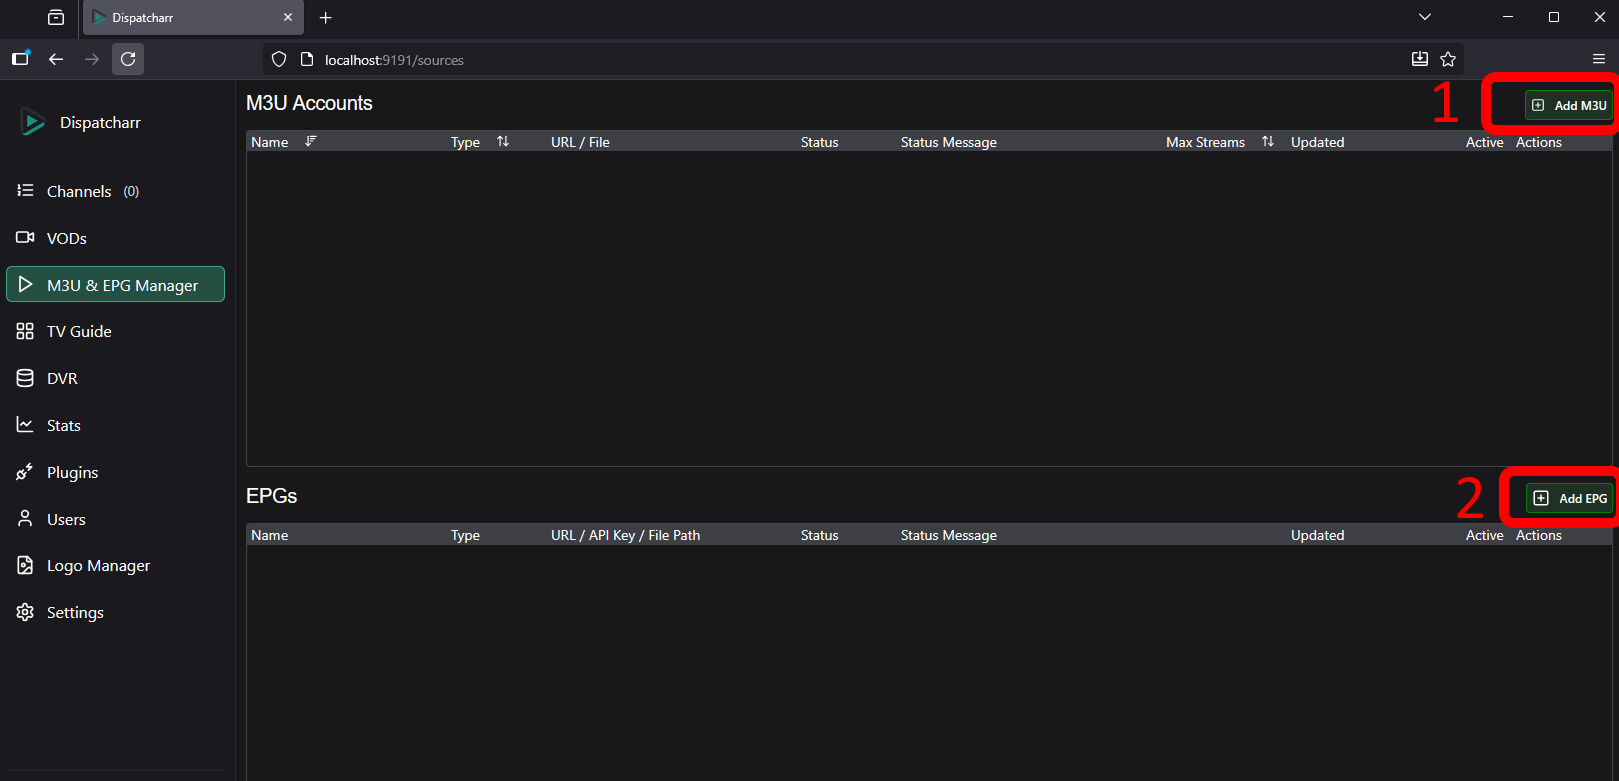 Dispatcharr
localhost:9191/sources
Dispatcharr
Channels (0)
VODs
M3U & EPG Manager
TV Guide
DVR
Stats
Plugins
Users
Logo Manager
Settings
M3U Accounts
1
Add M3U
Name Type URL / File Status Status Message Max Streams Updated Active Actions
EPGs
2
Add EPG
Name Type URL / API Key / File Path Status Status Message Updated Active Actions